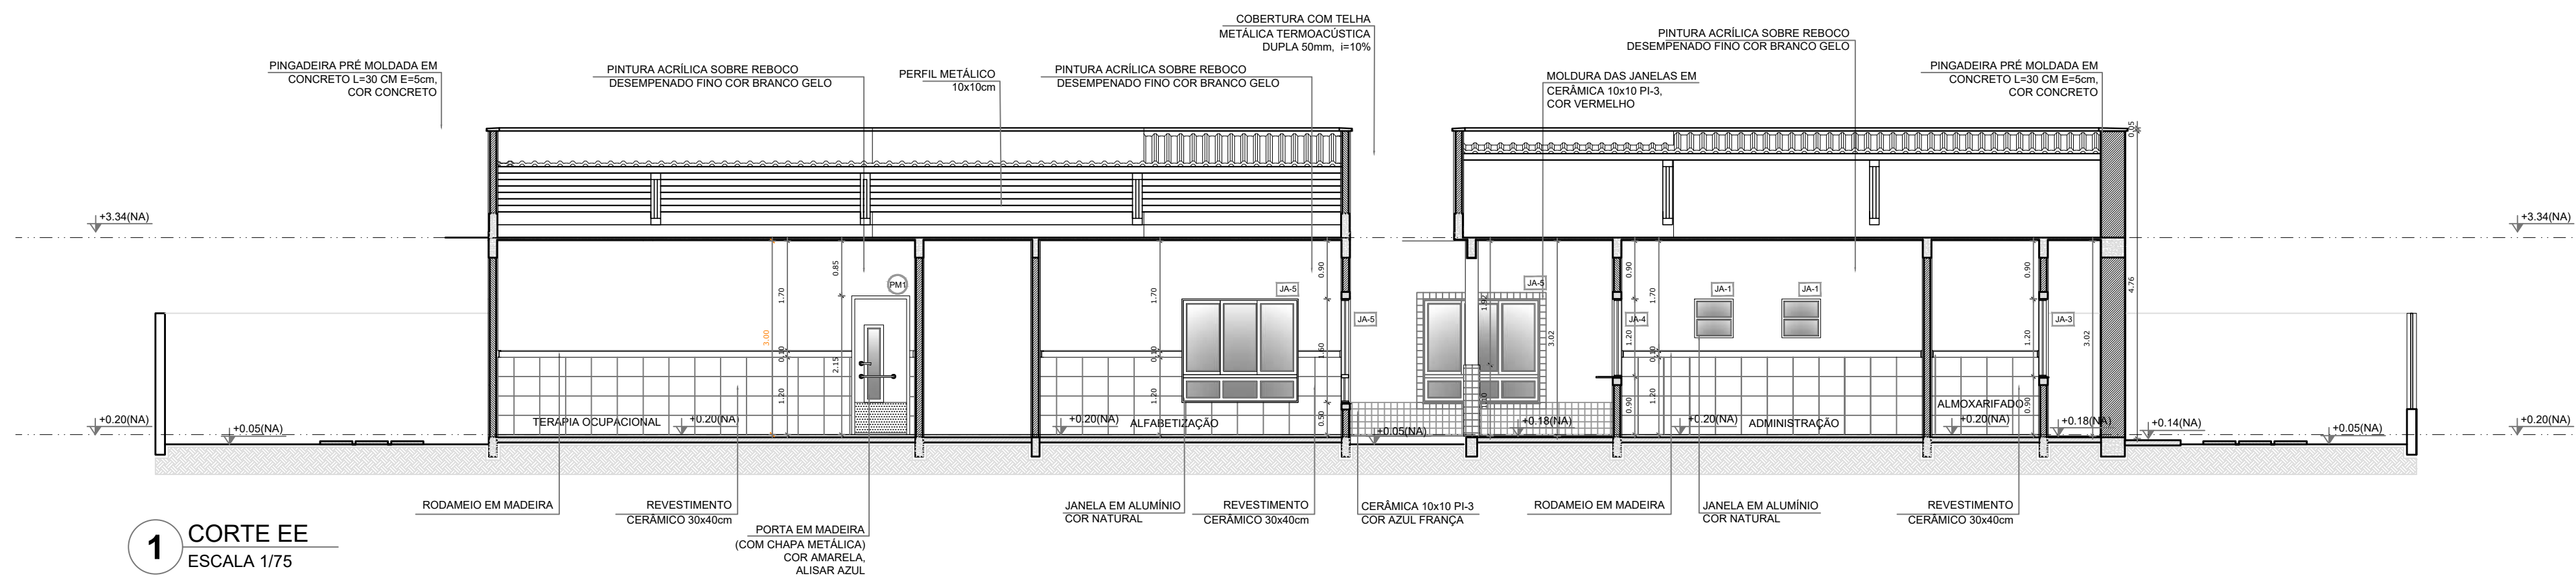 COBERTURA COM TELHA
METÁLICA TERMOACÚSTICA
DUPLA 50mm, i=10%
PINTURA ACRÍLICA SOBRE REBOCO
DESEMPENADO FINO COR BRANCO GELO
PINGADEIRA PRÉ MOLDADA EM
CONCRETO L=30 CM E=5cm,
COR CONCRETO
PINTURA ACRÍLICA SOBRE REBOCO
DESEMPENADO FINO COR BRANCO GELO
PERFIL METÁLICO
10x10cm
PINTURA ACRÍLICA SOBRE REBOCO
DESEMPENADO FINO COR BRANCO GELO
MOLDURA DAS JANELAS EM
CERÂMICA 10x10 PI-3,
COR VERMELHO
PINGADEIRA PRÉ MOLDADA EM
CONCRETO L=30 CM E=5cm,
COR CONCRETO
0.05
+3.34(NA)
+3.34(NA)
0.85
1.70
3.00
0.10
2.15
1.20
PM1
1.70
0.10
1.20
JA-5
0.90
1.50
0.50
JA-5
JA-5
1.92
3.02
1.10
JA-4
0.90
1.20
0.90
1.70
0.10
1.20
JA-1
JA-1
0.90
1.20
0.90
JA-3
3.02
4.76
+0.20(NA)
+0.05(NA)
TERAPIA OCUPACIONAL
+0.20(NA)
+0.20(NA)
ALFABETIZAÇÃO
+0.05(NA)
+0.18(NA)
+0.20(NA)
ADMINISTRAÇÃO
ALMOXARIFADO
+0.20(NA)
+0.18(NA)
+0.14(NA)
+0.05(NA)
+0.20(NA)
RODAMEIO EM MADEIRA
REVESTIMENTO
CERÂMICO 30x40cm
PORTA EM MADEIRA
(COM CHAPA METÁLICA)
COR AMARELA,
ALISAR AZUL
JANELA EM ALUMÍNIO
COR NATURAL
REVESTIMENTO
CERÂMICO 30x40cm
CERÂMICA 10x10 PI-3
COR AZUL FRANÇA
RODAMEIO EM MADEIRA
JANELA EM ALUMÍNIO
COR NATURAL
REVESTIMENTO
CERÂMICO 30x40cm
1
CORTE EE
ESCALA 1/75